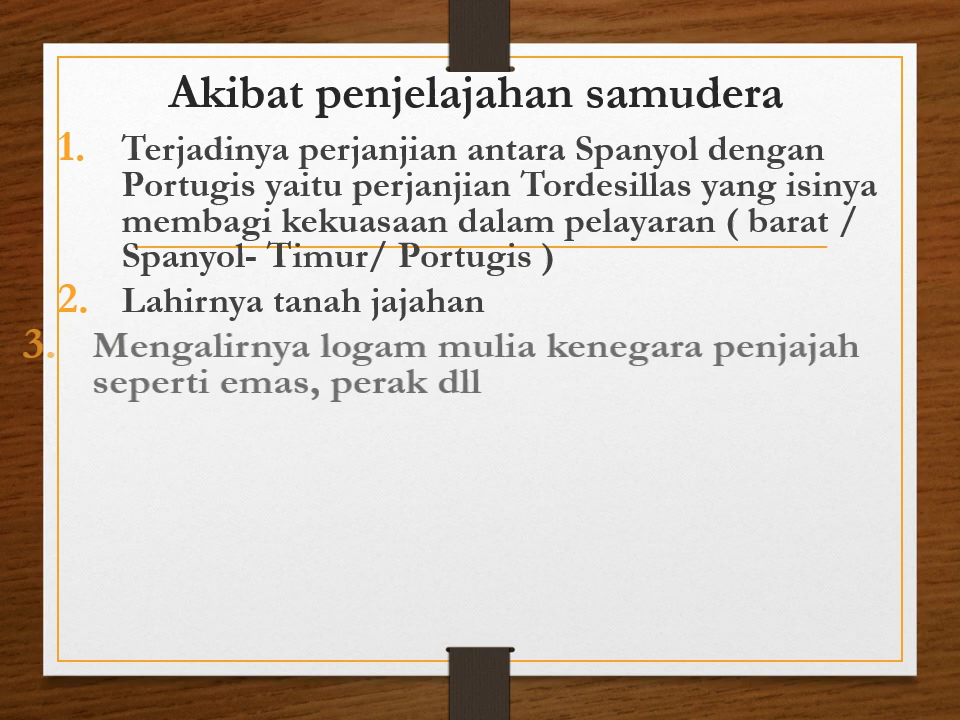 Akibat penjelajahan samudera
1. Terjadinya perjanjian antara Spanyol dengan
Portugis yaitu perjanjian Tordesillas yang isinya
membagi kekuasaan dalam pelayaran ( barat /
Spanyol- Timur/ Portugis )
2. Lahirnya tanah jajahan
3. Mengalirnya logam mulia kenegara penjajah
seperti emas, perak dll